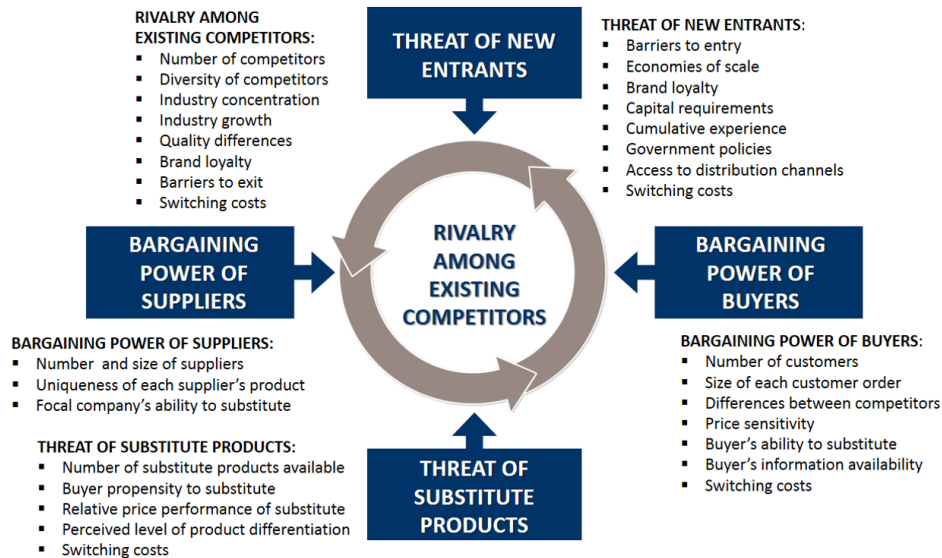 RIVALRY AMONG
EXISTING COMPETITORS:
▪ Number of competitors
▪ Diversity of competitors
▪ Industry concentration
▪ Industry growth
▪ Quality differences
▪ Brand loyalty
▪ Barriers to exit
▪ Switching costs
THREAT OF NEW
ENTRANTS
THREAT OF NEW ENTRANTS:
▪ Barriers to entry
▪ Economies of scale
▪ Brand loyalty
▪ Capital requirements
▪ Cumulative experience
▪ Government policies
▪ Access to distribution channels
▪ Switching costs
BARGAINING
POWER OF
SUPPLIERS
RIVALRY
AMONG
EXISTING
COMPETITORS
BARGAINING
POWER OF
BUYERS
BARGAINING POWER OF SUPPLIERS:
▪ Number and size of suppliers
▪ Uniqueness of each supplier's product
▪ Focal company's ability to substitute
BARGAINING POWER OF BUYERS:
▪ Number of customers
▪ Size of each customer order
▪ Differences between competitors
▪ Price sensitivity
▪ Buyer's ability to substitute
▪ Buyer's information availability
▪ Switching costs
THREAT OF SUBSTITUTE PRODUCTS:
▪ Number of substitute products available
▪ Buyer propensity to substitute
▪ Relative price performance of substitute
▪ Perceived level of product differentiation
▪ Switching costs
THREAT OF
SUBSTITUTE
PRODUCTS